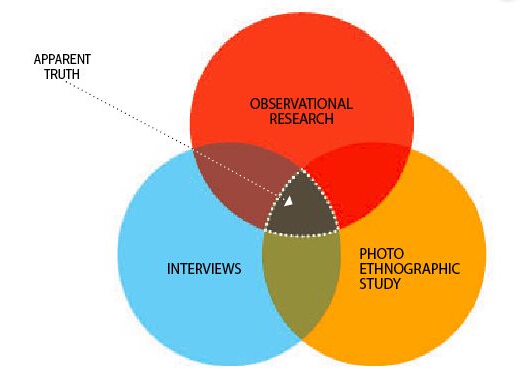 APPARENT
TRUTH
OBSERVATIONAL
RESEARCH
INTERVIEWS
PHOTO
ETHNOGRAPHIC
STUDY